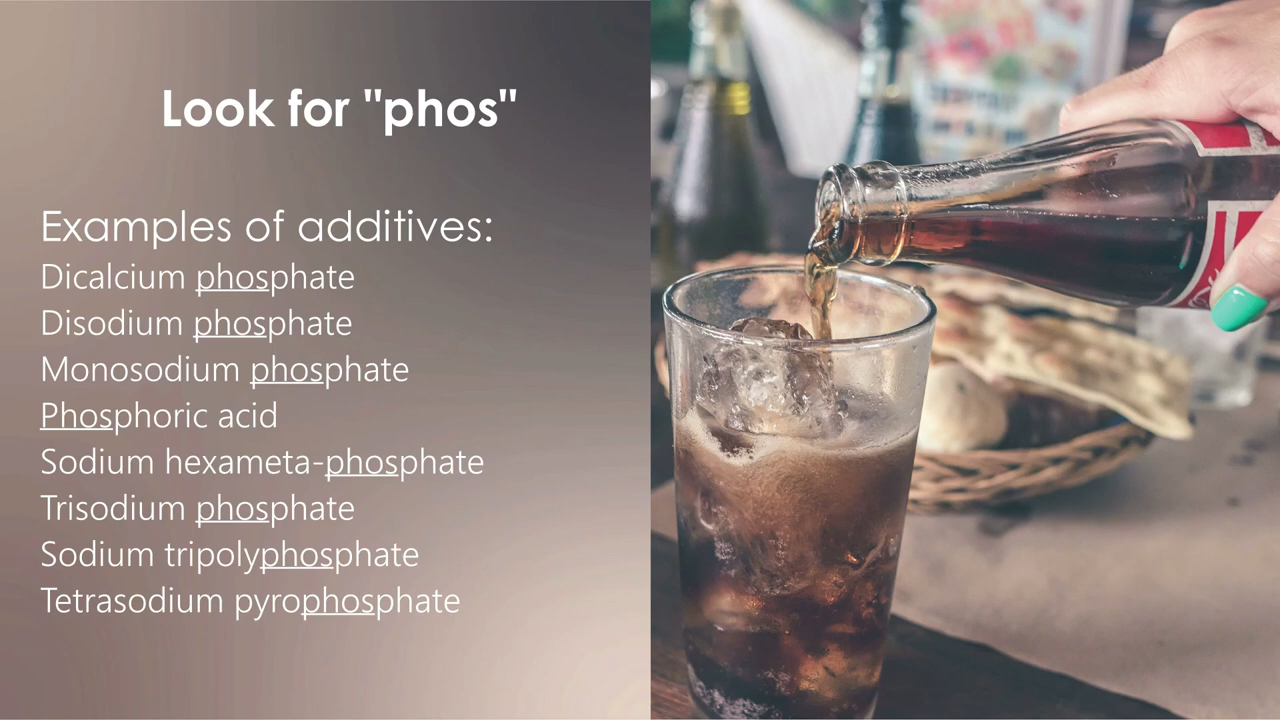 Look for "phos"
Examples of additives:
Dicalcium phosphate
Disodium phosphate
Monosodium phosphate
Phosphoric acid
Sodium hexameta-phosphate
Trisodium phosphate
Sodium tripolyphosphate
Tetrasodium pyrophosphate